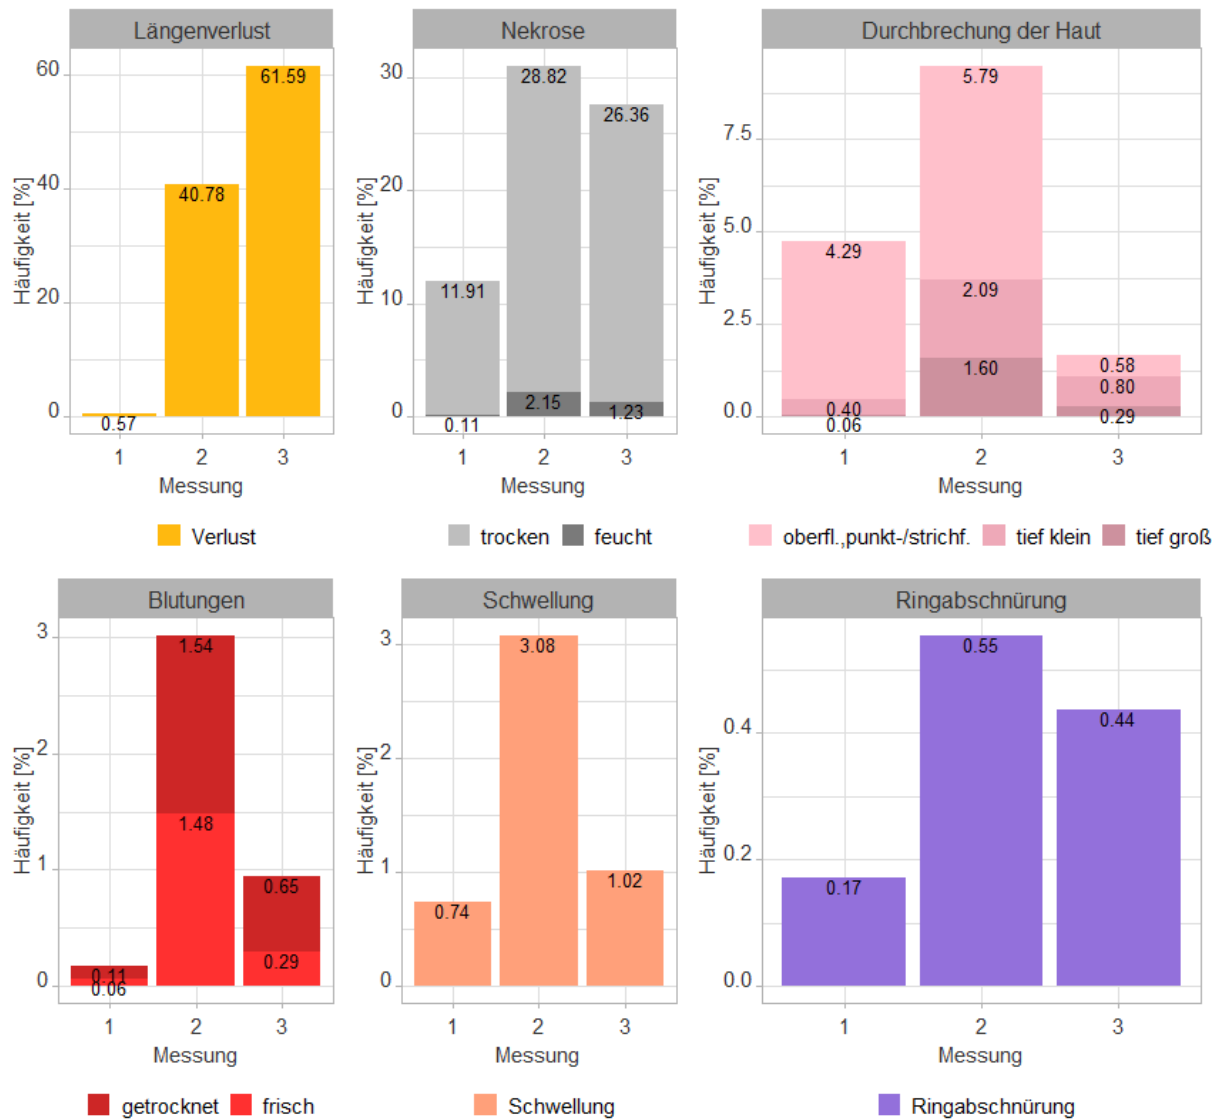 Längenverlust
Häufigkeit [%]
60
40
20
0
0.57
40.78
61.59
1 2 3
Messung
Verlust
Nekrose
Häufigkeit [%]
30
20
10
0
11.91
0.11
28.82
2.15
26.36
1.23
1 2 3
Messung
trocken feucht
Durchbrechung der Haut
Häufigkeit [%]
7.5
5.0
2.5
0.0
4.29
0.40
0.06
5.79
2.09
1.60
0.58
0.80
0.29
1 2 3
Messung
oberfl.,punkt-/strichf. tief klein tief groß
Blutungen
Häufigkeit [%]
3
2
1
0
0.11
0.06
1.54
1.48
0.65
0.29
1 2 3
Messung
getrocknet frisch
Schwellung
Häufigkeit [%]
3
2
1
0
0.74
3.08
1.02
1 2 3
Messung
Schwellung
Ringabschnürung
Häufigkeit [%]
0.4
0.2
0.0
0.17
0.55
0.44
1 2 3
Messung
Ringabschnürung